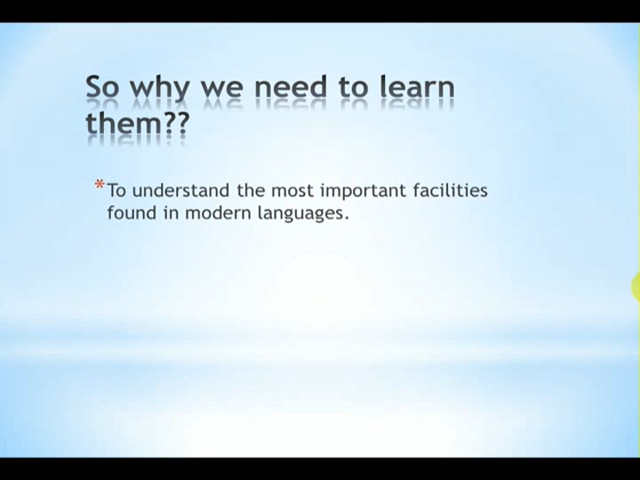 So why we need to learn
them??
*To understand the most important facilities
found in modern languages.